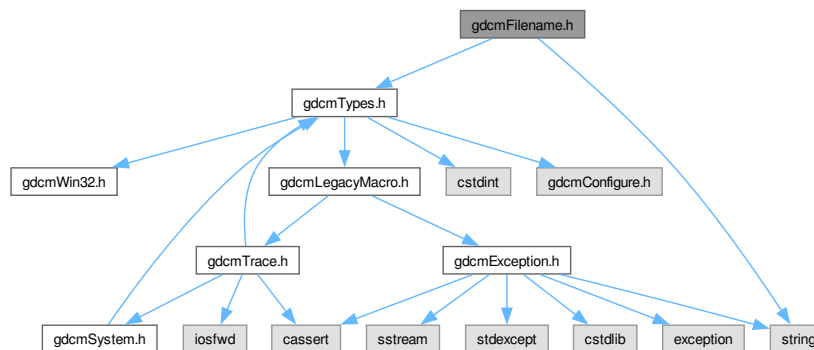 gdcmFilename.h
gdcmTypes.h
gdcmWin32.h
gdcmLegacyMacro.h
cstdint
gdcmConfigure.h
gdcmTrace.h
gdcmException.h
gdcmSystem.h
iosfwd
cassert
sstream
stdexcept
cstdlib
exception
string